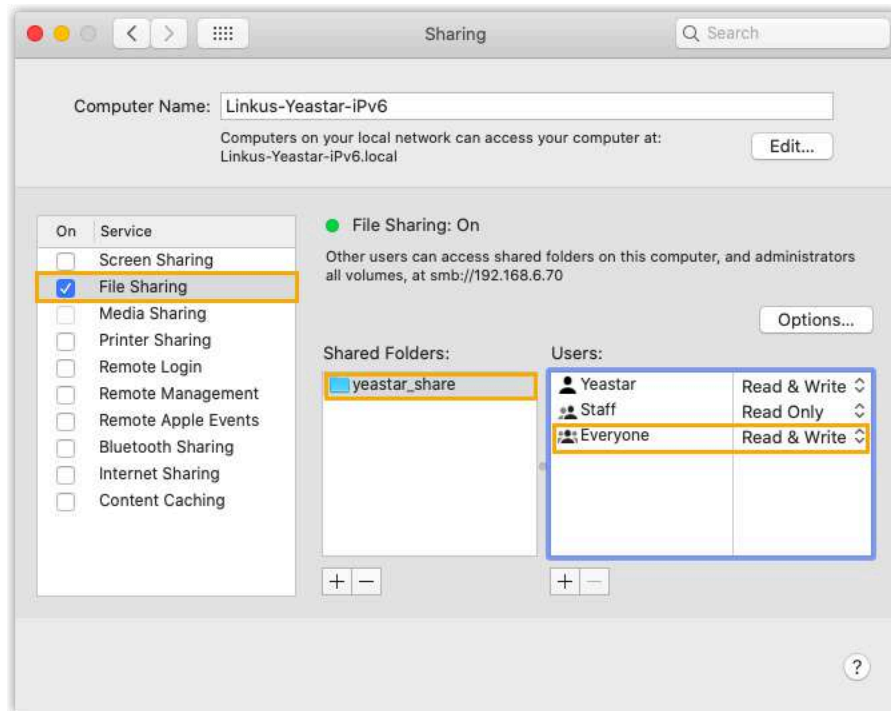 Sharing
Search
Computer Name: Linkus-Yeastar-iPv6
Computers on your local network can access your computer at:
Linkus-Yeastar-iPv6.local
Edit...
On Service
Screen Sharing
File Sharing
Media Sharing
Printer Sharing
Remote Login
Remote Management
Remote Apple Events
Bluetooth Sharing
Internet Sharing
Content Caching
File Sharing: On
Other users can access shared folders on this computer, and administrators
all volumes, at smb://192.168.6.70
Options...
Shared Folders:
yeastar_share
Users:
Yeastar Read & Write
Staff Read Only
Everyone Read & Write
+ −
+ −
?